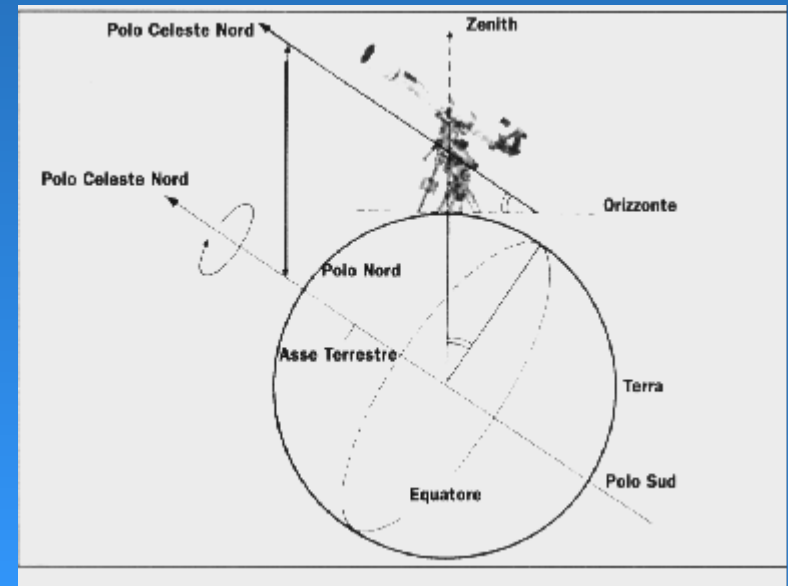 Polo Celeste Nord
Zenith
Polo Celeste Nord
Orizzonte
Polo Nord
Asse Terrestre
Terra
Equatore
Polo Sud